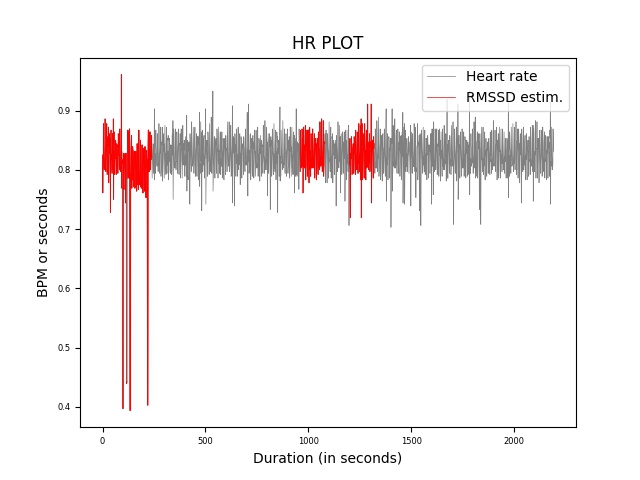 HR PLOT
Heart rate
RMSSD estim.
BPM or seconds
0.9
0.8
0.7
0.6
0.5
0.4
0
500
1000
1500
2000
Duration (in seconds)